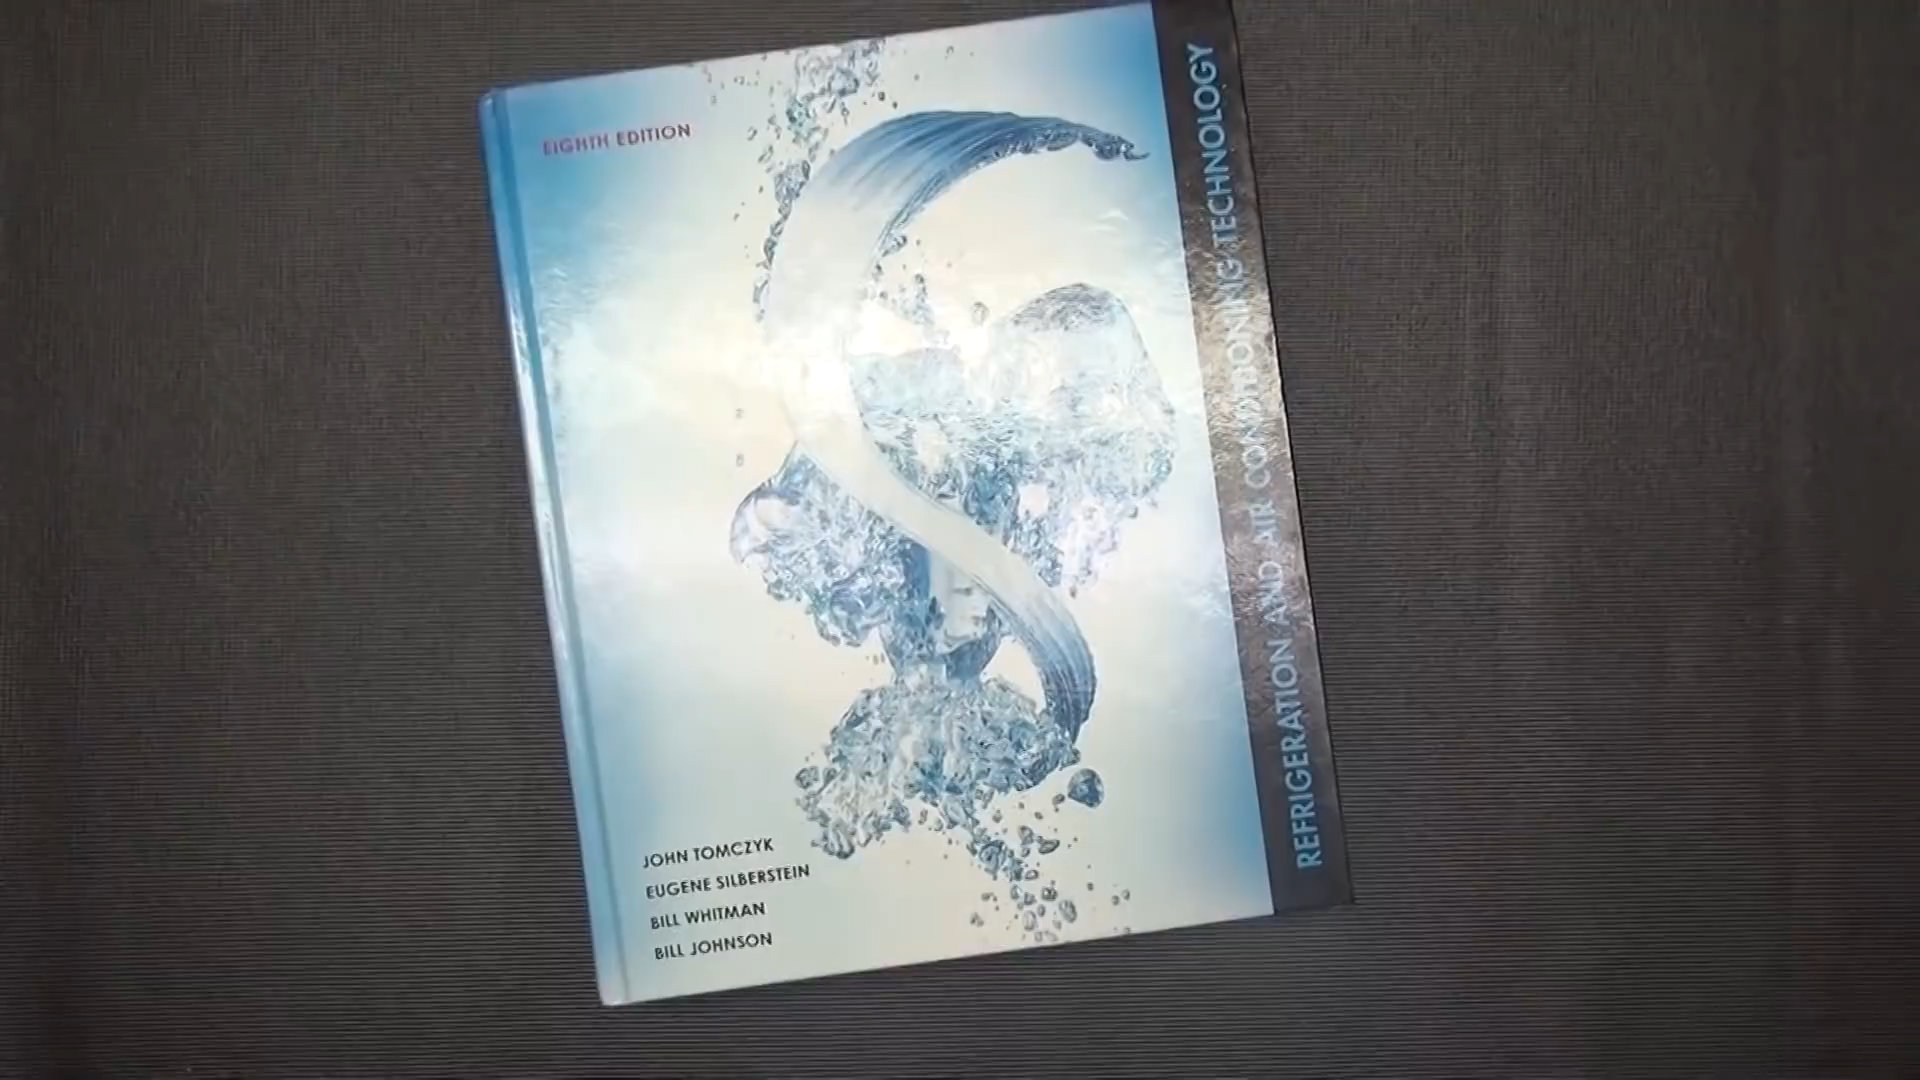 EIGHTH EDITION
REFRIGERATION AND AIR CONDITIONING TECHNOLOGY
JOHN TOMCZYK
EUGENE SILBERSTEIN
BILL WHITMAN
BILL JOHNSON